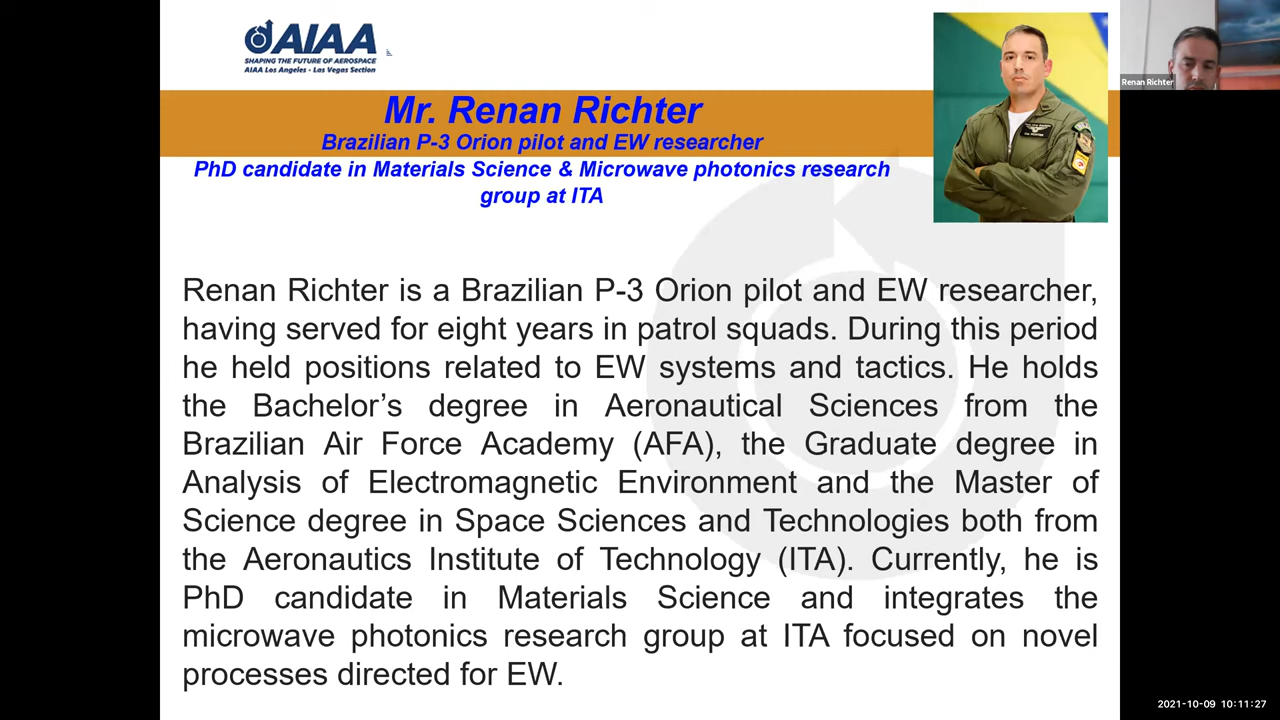 AIAA
SHAPING THE FUTURE OF AEROSPACE
AIAA Los Angeles - Las Vegas Section
Mr. Renan Richter
Brazilian P-3 Orion pilot and EW researcher
PhD candidate in Materials Science & Microwave photonics research
group at ITA
Renan Richter
Renan Richter is a Brazilian P-3 Orion pilot and EW researcher,
having served for eight years in patrol squads. During this period
he held positions related to EW systems and tactics. He holds
the Bachelor’s degree in Aeronautical Sciences from the
Brazilian Air Force Academy (AFA), the Graduate degree in
Analysis of Electromagnetic Environment and the Master of
Science degree in Space Sciences and Technologies both from
the Aeronautics Institute of Technology (ITA). Currently, he is
PhD candidate in Materials Science and integrates the
microwave photonics research group at ITA focused on novel
processes directed for EW.
2021-10-09 10:11:27